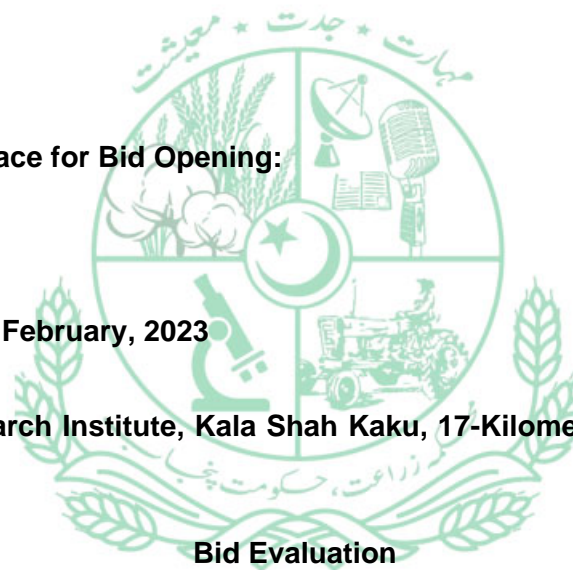 مہارت ★ جدت ★ معیشت
ace for Bid Opening:
February, 2023
arch Institute, Kala Shah Kaku, 17-Kilome
زراعت، حکومت پنجاب
Bid Evaluation